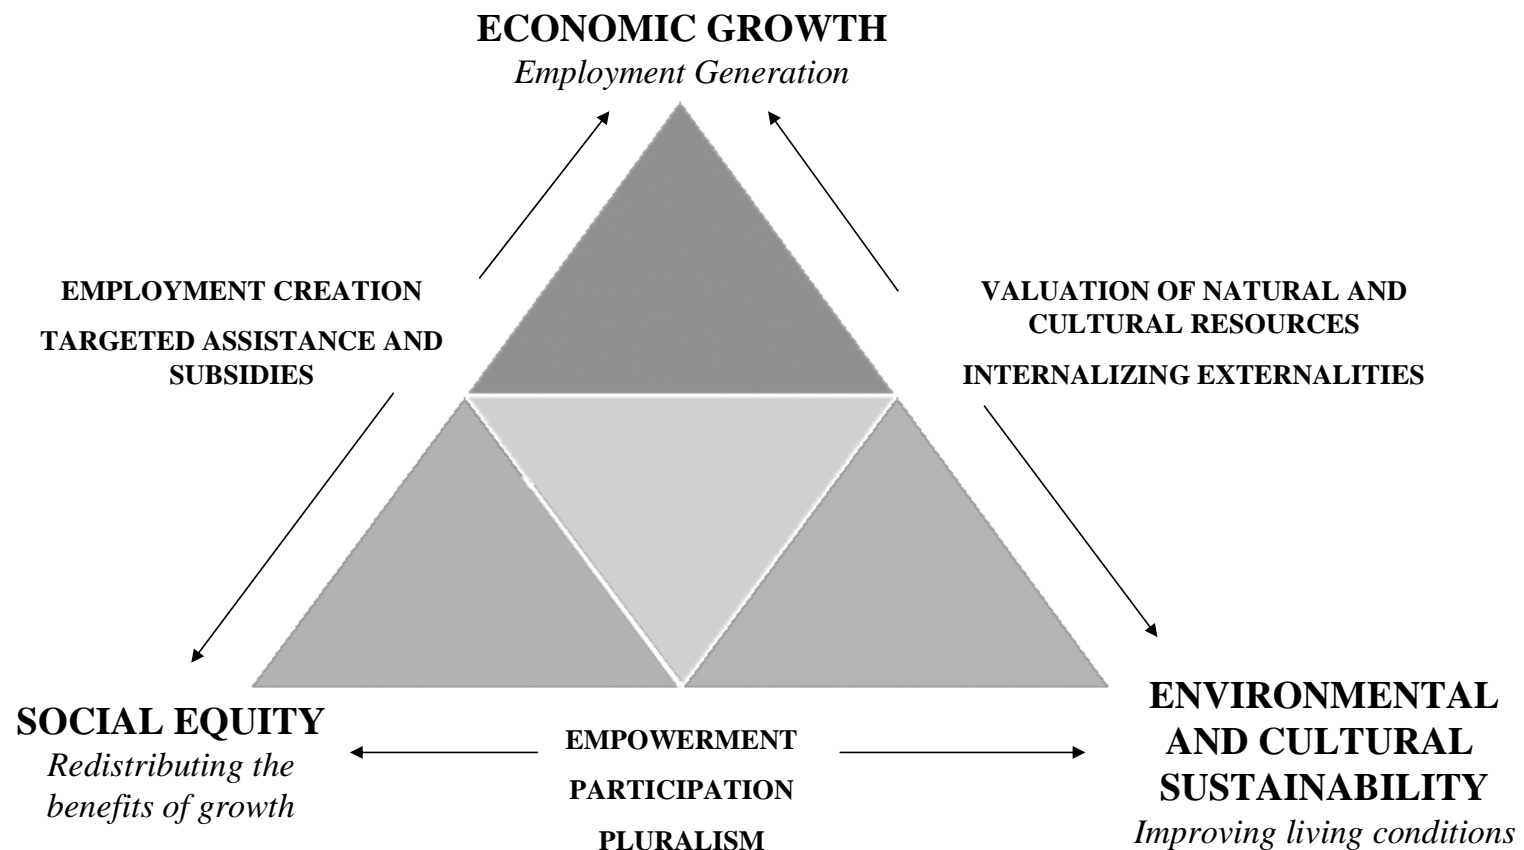 ECONOMIC GROWTH
Employment Generation
EMPLOYMENT CREATION
TARGETED ASSISTANCE AND
SUBSIDIES
VALUATION OF NATURAL AND
CULTURAL RESOURCES
INTERNALIZING EXTERNALITIES
SOCIAL EQUITY
Redistributing the
benefits of growth
EMPOWERMENT
PARTICIPATION
PLURALISM
ENVIRONMENTAL
AND CULTURAL
SUSTAINABILITY
Improving living conditions